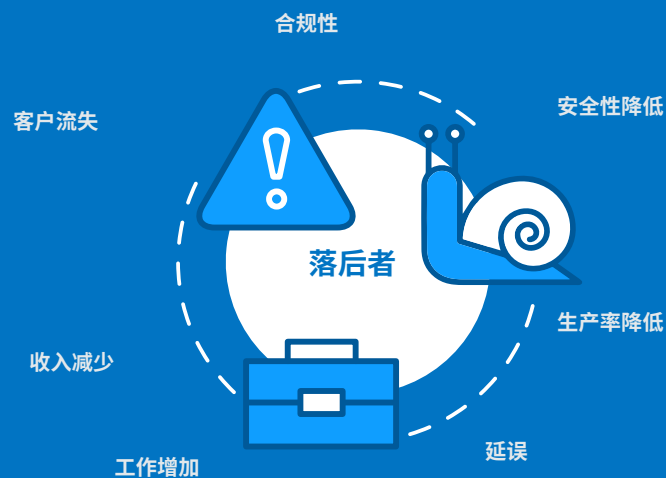 合规性
安全性降低
客户流失
落后者
生产率降低
收入减少
延误
工作增加